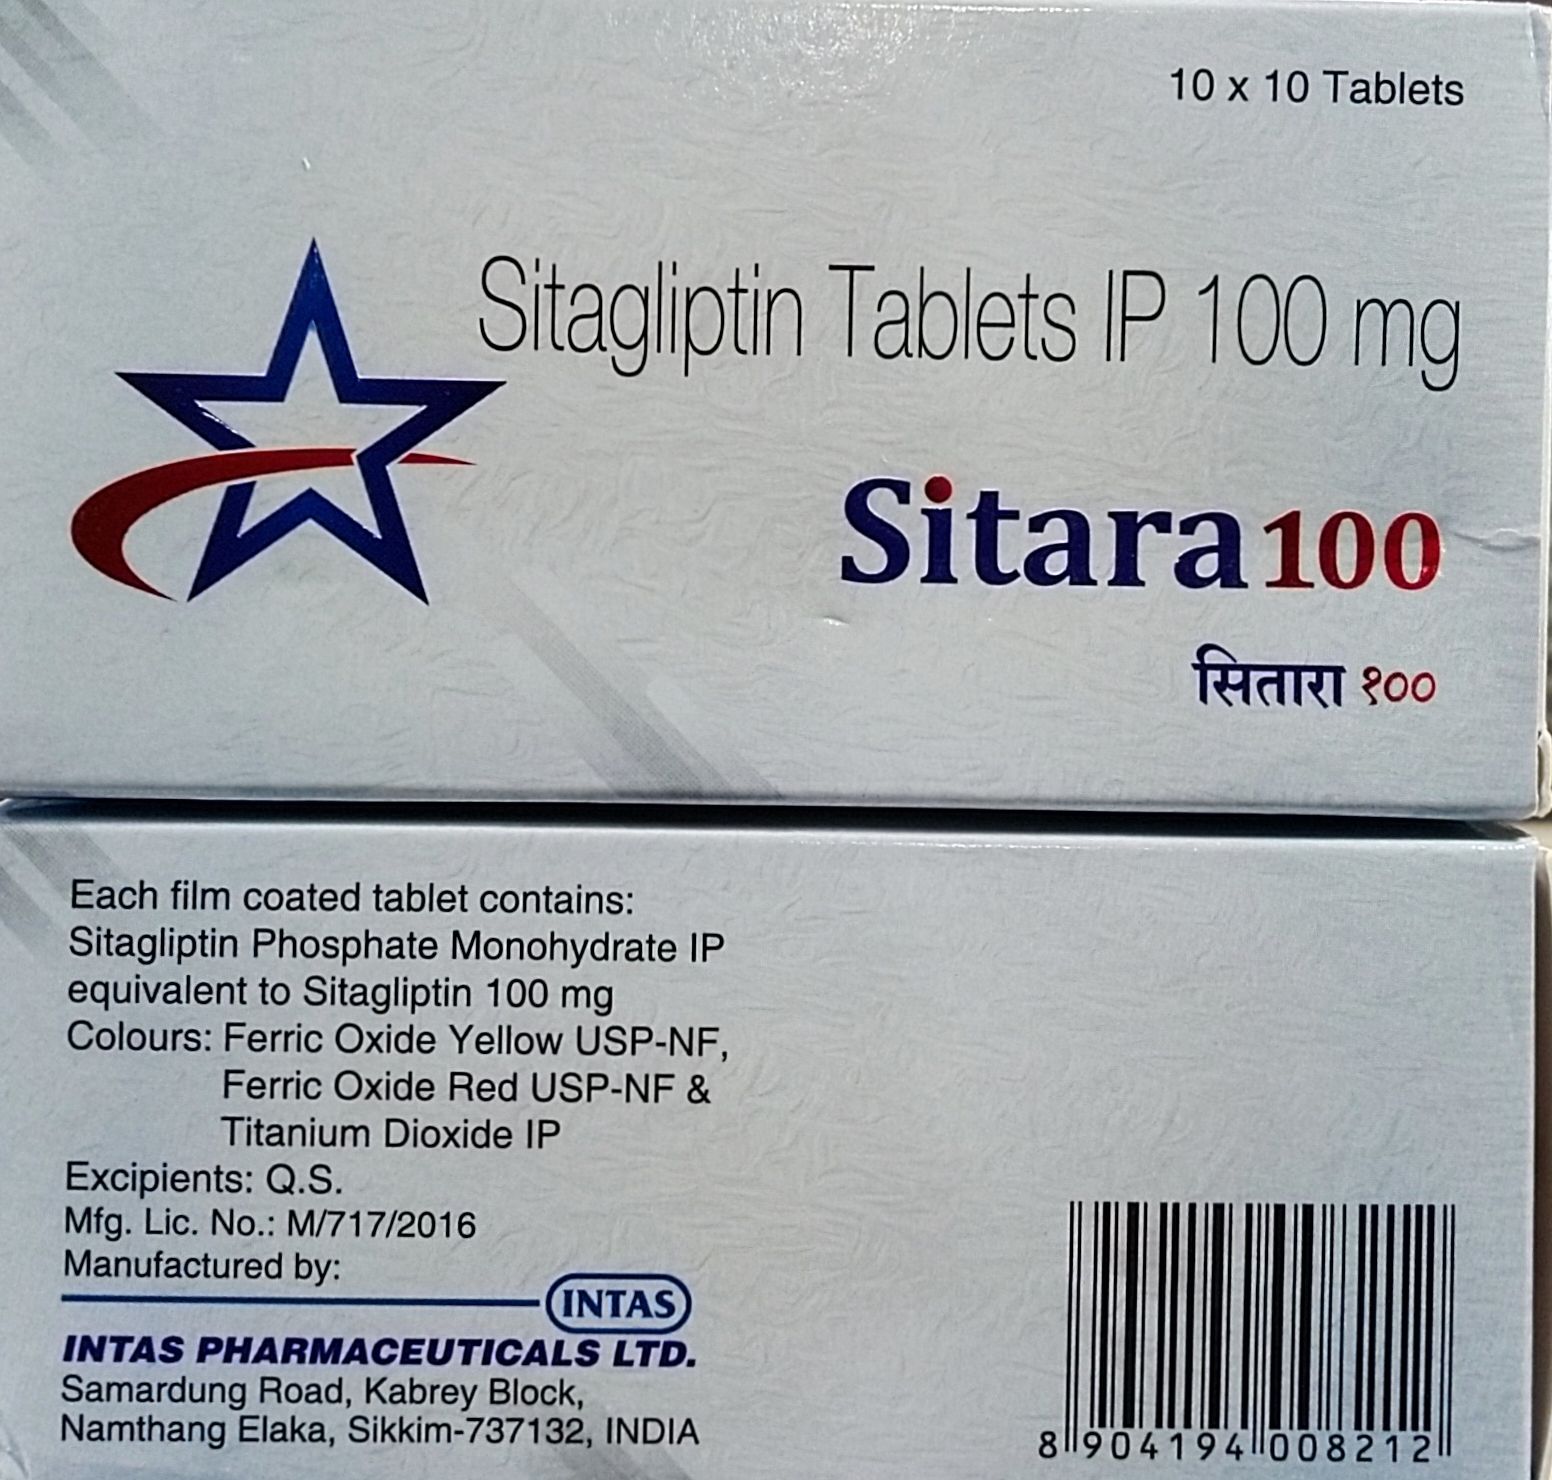 10 x 10 Tablets
Sitagliptin Tablets IP 100 mg
Sitara 100
सितारा १००
Each film coated tablet contains:
Sitagliptin Phosphate Monohydrate IP
equivalent to Sitagliptin 100 mg
Colours: Ferric Oxide Yellow USP-NF,
Ferric Oxide Red USP-NF &
Titanium Dioxide IP
Excipients: Q.S.
Mfg. Lic. No.: M/717/2016
Manufactured by:
INTAS
INTAS PHARMACEUTICALS LTD.
Samardung Road, Kabrey Block,
Namthang Elaka, Sikkim-737132, INDIA
8 904194 008212